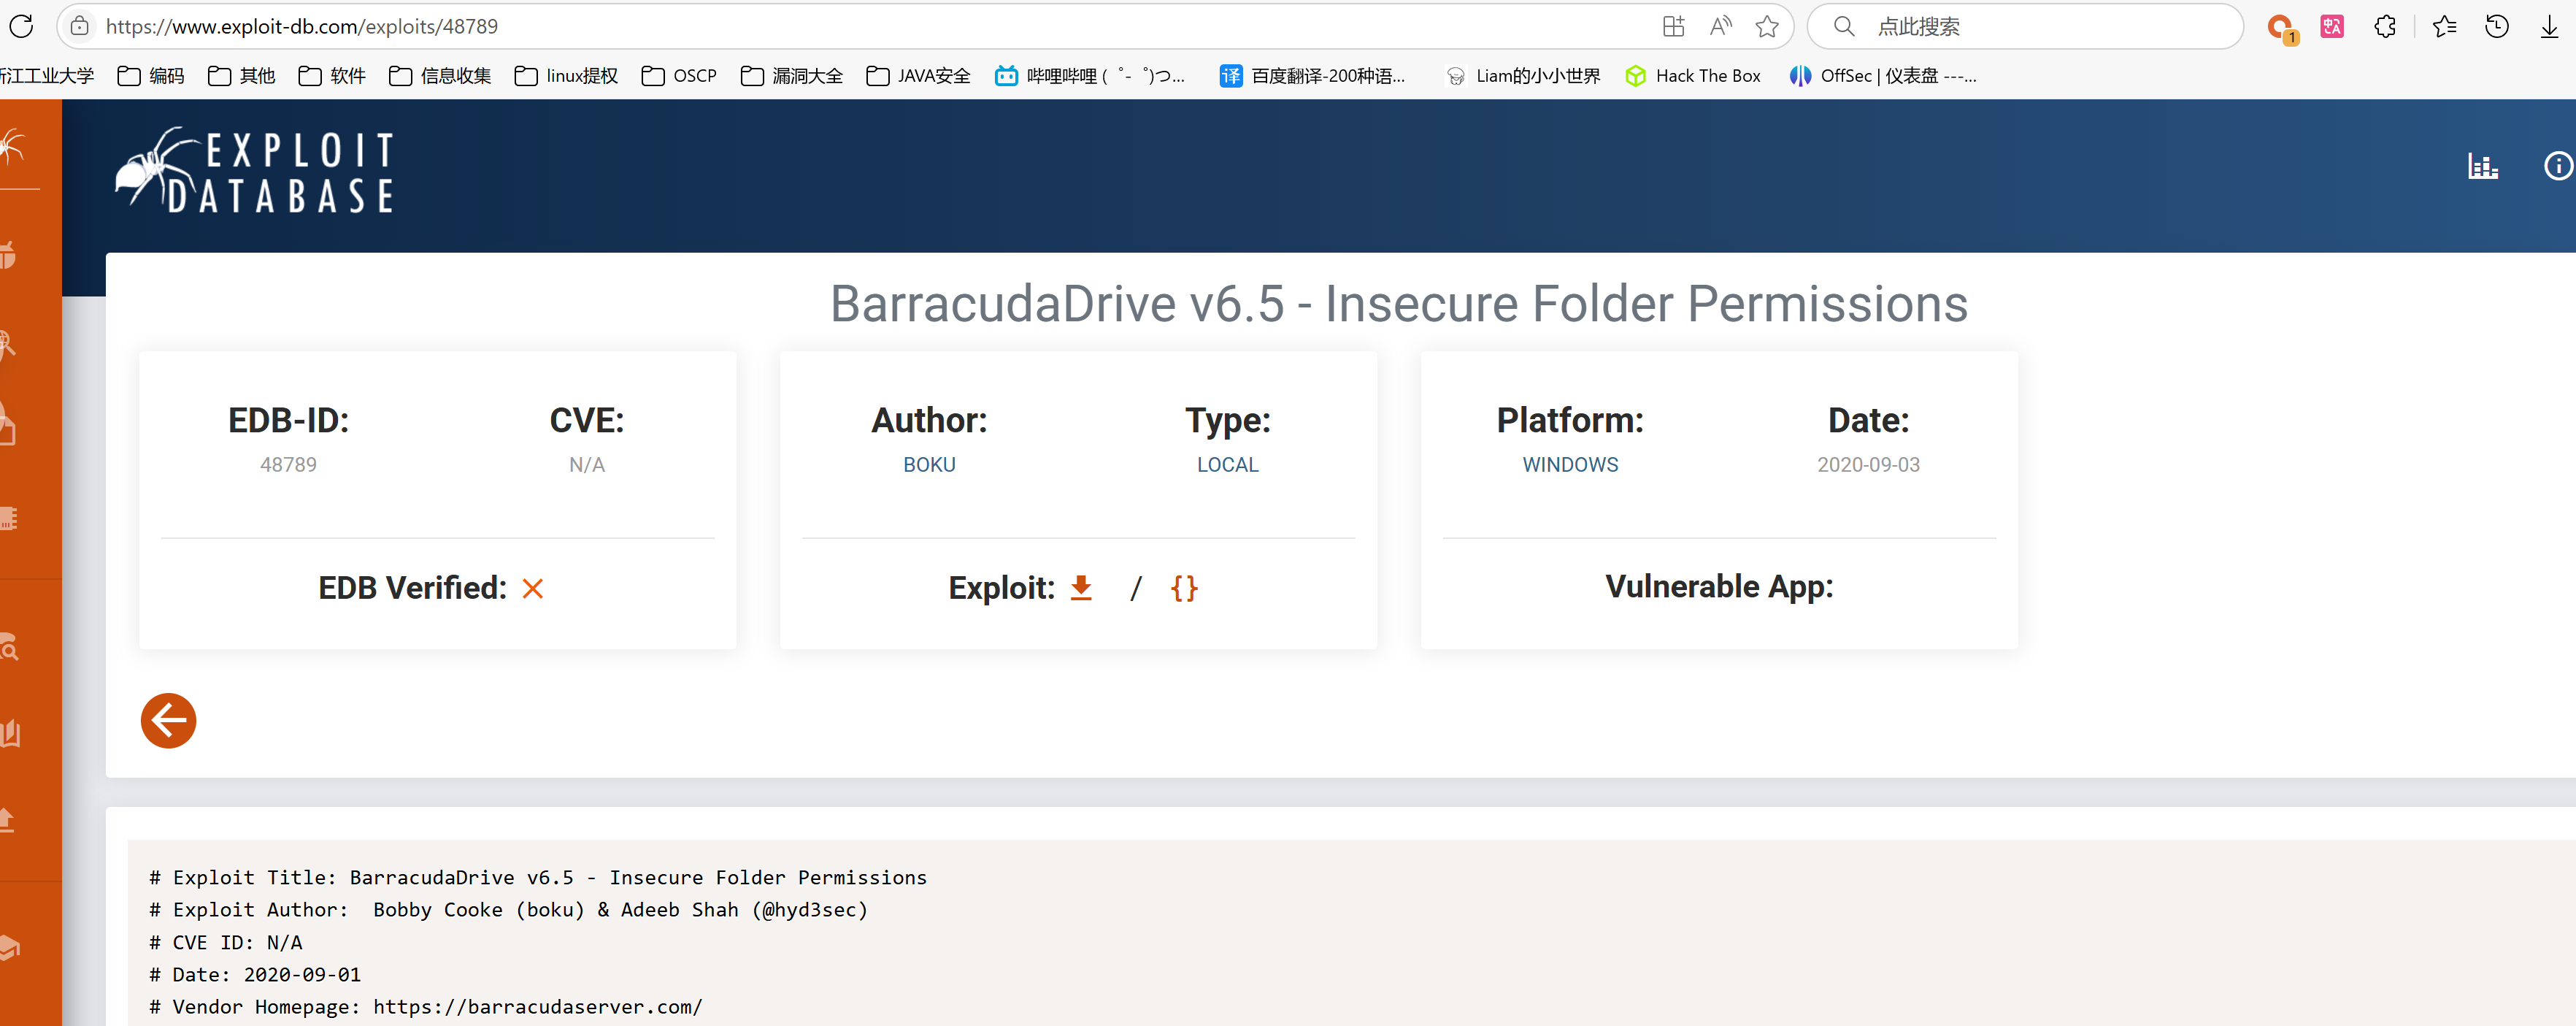 https://www.exploit-db.com/exploits/48789
点此搜索
1
江工业大学 编码 其他 软件 信息收集 linux提权 OSCP 漏洞大全 JAVA安全 哔哩哔哩 (゜-゜)つ... 百度翻译-200种语... Liam的小小世界 Hack The Box OffSec | 仪表盘 ---...
EXPLOIT
DATABASE
BarracudaDrive v6.5 - Insecure Folder Permissions
EDB-ID: CVE: Author: Type: Platform: Date:
48789 N/A BOKU LOCAL WINDOWS 2020-09-03
EDB Verified: × Exploit: / {} Vulnerable App:
# Exploit Title: BarracudaDrive v6.5 - Insecure Folder Permissions
# Exploit Author:  Bobby Cooke (boku) & Adeeb Shah (@hyd3sec)
# CVE ID: N/A
# Date: 2020-09-01
# Vendor Homepage: https://barracudaserver.com/